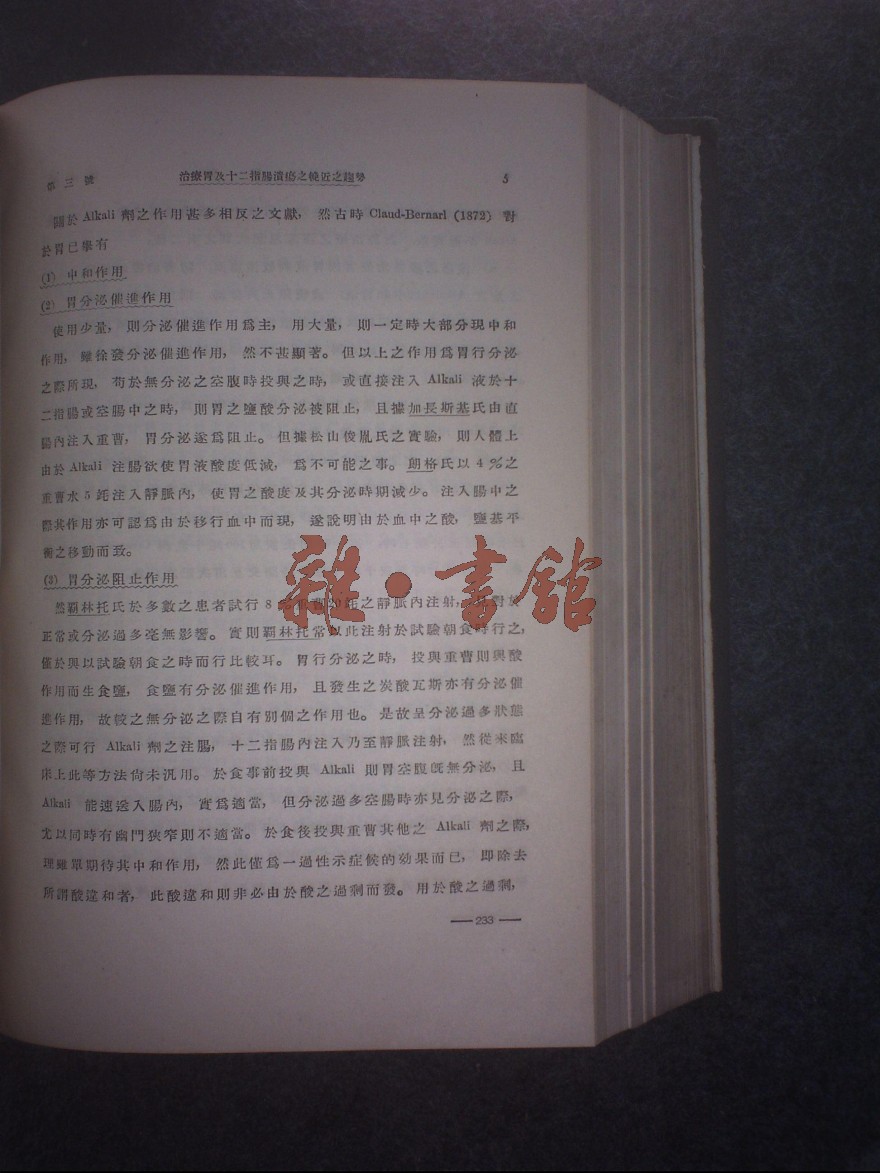 第三號 治療胃及十二指腸潰瘍之輓近之趨勢 5
關於 Alkali 劑之作用甚多相反之文獻，然古時 Claud-Bernarl (1872) 對
於胃已舉有
(1) 中和作用
(2) 胃分泌催進作用
使用少量，則分泌催進作用爲主，用大量，則一定時大部分現中和
作用，雖徐發分泌催進作用，然不甚顯著。但以上之作用爲胃行分泌
之際所現，苟於無分泌之空腹時投與之時，或直接注入 Alkali 液於十
二指腸或空腸中之時，則胃之鹽酸分泌被阻止，且據加長斯基氏由直
腸內注入重曹，胃分泌遂爲阻止。但據松山俊胤氏之實驗，則人體上
由於 Alkali 注腸欲使胃液酸度低減，爲不可能之事。朗格氏以 4 %之
重曹水 5 竓注入靜脈內，使胃之酸度及其分泌時期減少。注入腸中之
際其作用亦可認爲由於移行血中而現，遂說明由於血中之酸，鹽基平
衡之移動而致。
(3) 胃分泌阻止作用
然覇林托氏於多數之患者試行 8 20 竓之靜脈內注射，對於
正常或分泌過多毫無影響。實則覇林托常以此注射於試驗朝食時行之，
僅於與以試驗朝食之時而行比較耳。胃行分泌之時，投與重曹則與酸
作用而生食鹽，食鹽有分泌催進作用，且發生之炭酸瓦斯亦有分泌催
進作用，故較之無分泌之際自有別個之作用也。是故呈分泌過多狀態
之際可行 Alkali 劑之注腸，十二指腸內注入乃至靜脈注射，然從來臨
床上此等方法尙未汎用。於食事前投與 Alkali 則胃空腹旣無分泌，且
Alkali 能速送入腸內，實爲適當，但分泌過多空腸時亦見分泌之際，
尤以同時有幽門狹窄則不適當。於食後投與重曹其他之 Alkali 劑之際，
理雖單期待其中和作用，然此僅爲一過性示症候的効果而已，即除去
所謂酸違和者，此酸違和則非必由於酸之過剩而發。用於酸之過剩，
— 233 —
雜·書館